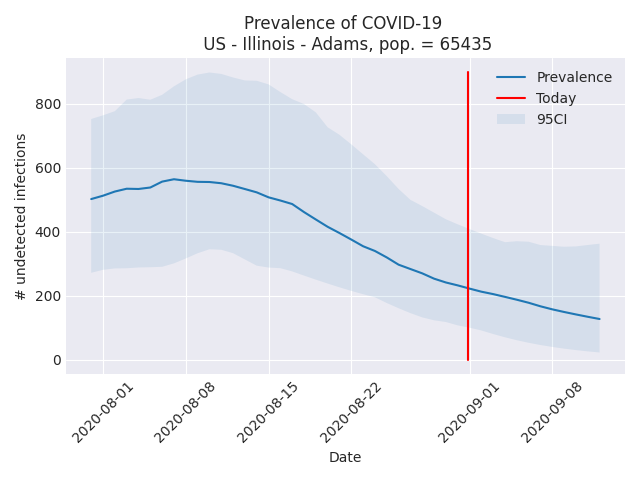 Prevalence of COVID-19
US - Illinois - Adams, pop. = 65435
Prevalence
Today
95CI
# undetected infections
800
600
400
200
0
2020-08-01
2020-08-08
2020-08-15
2020-08-22
2020-09-01
2020-09-08
Date